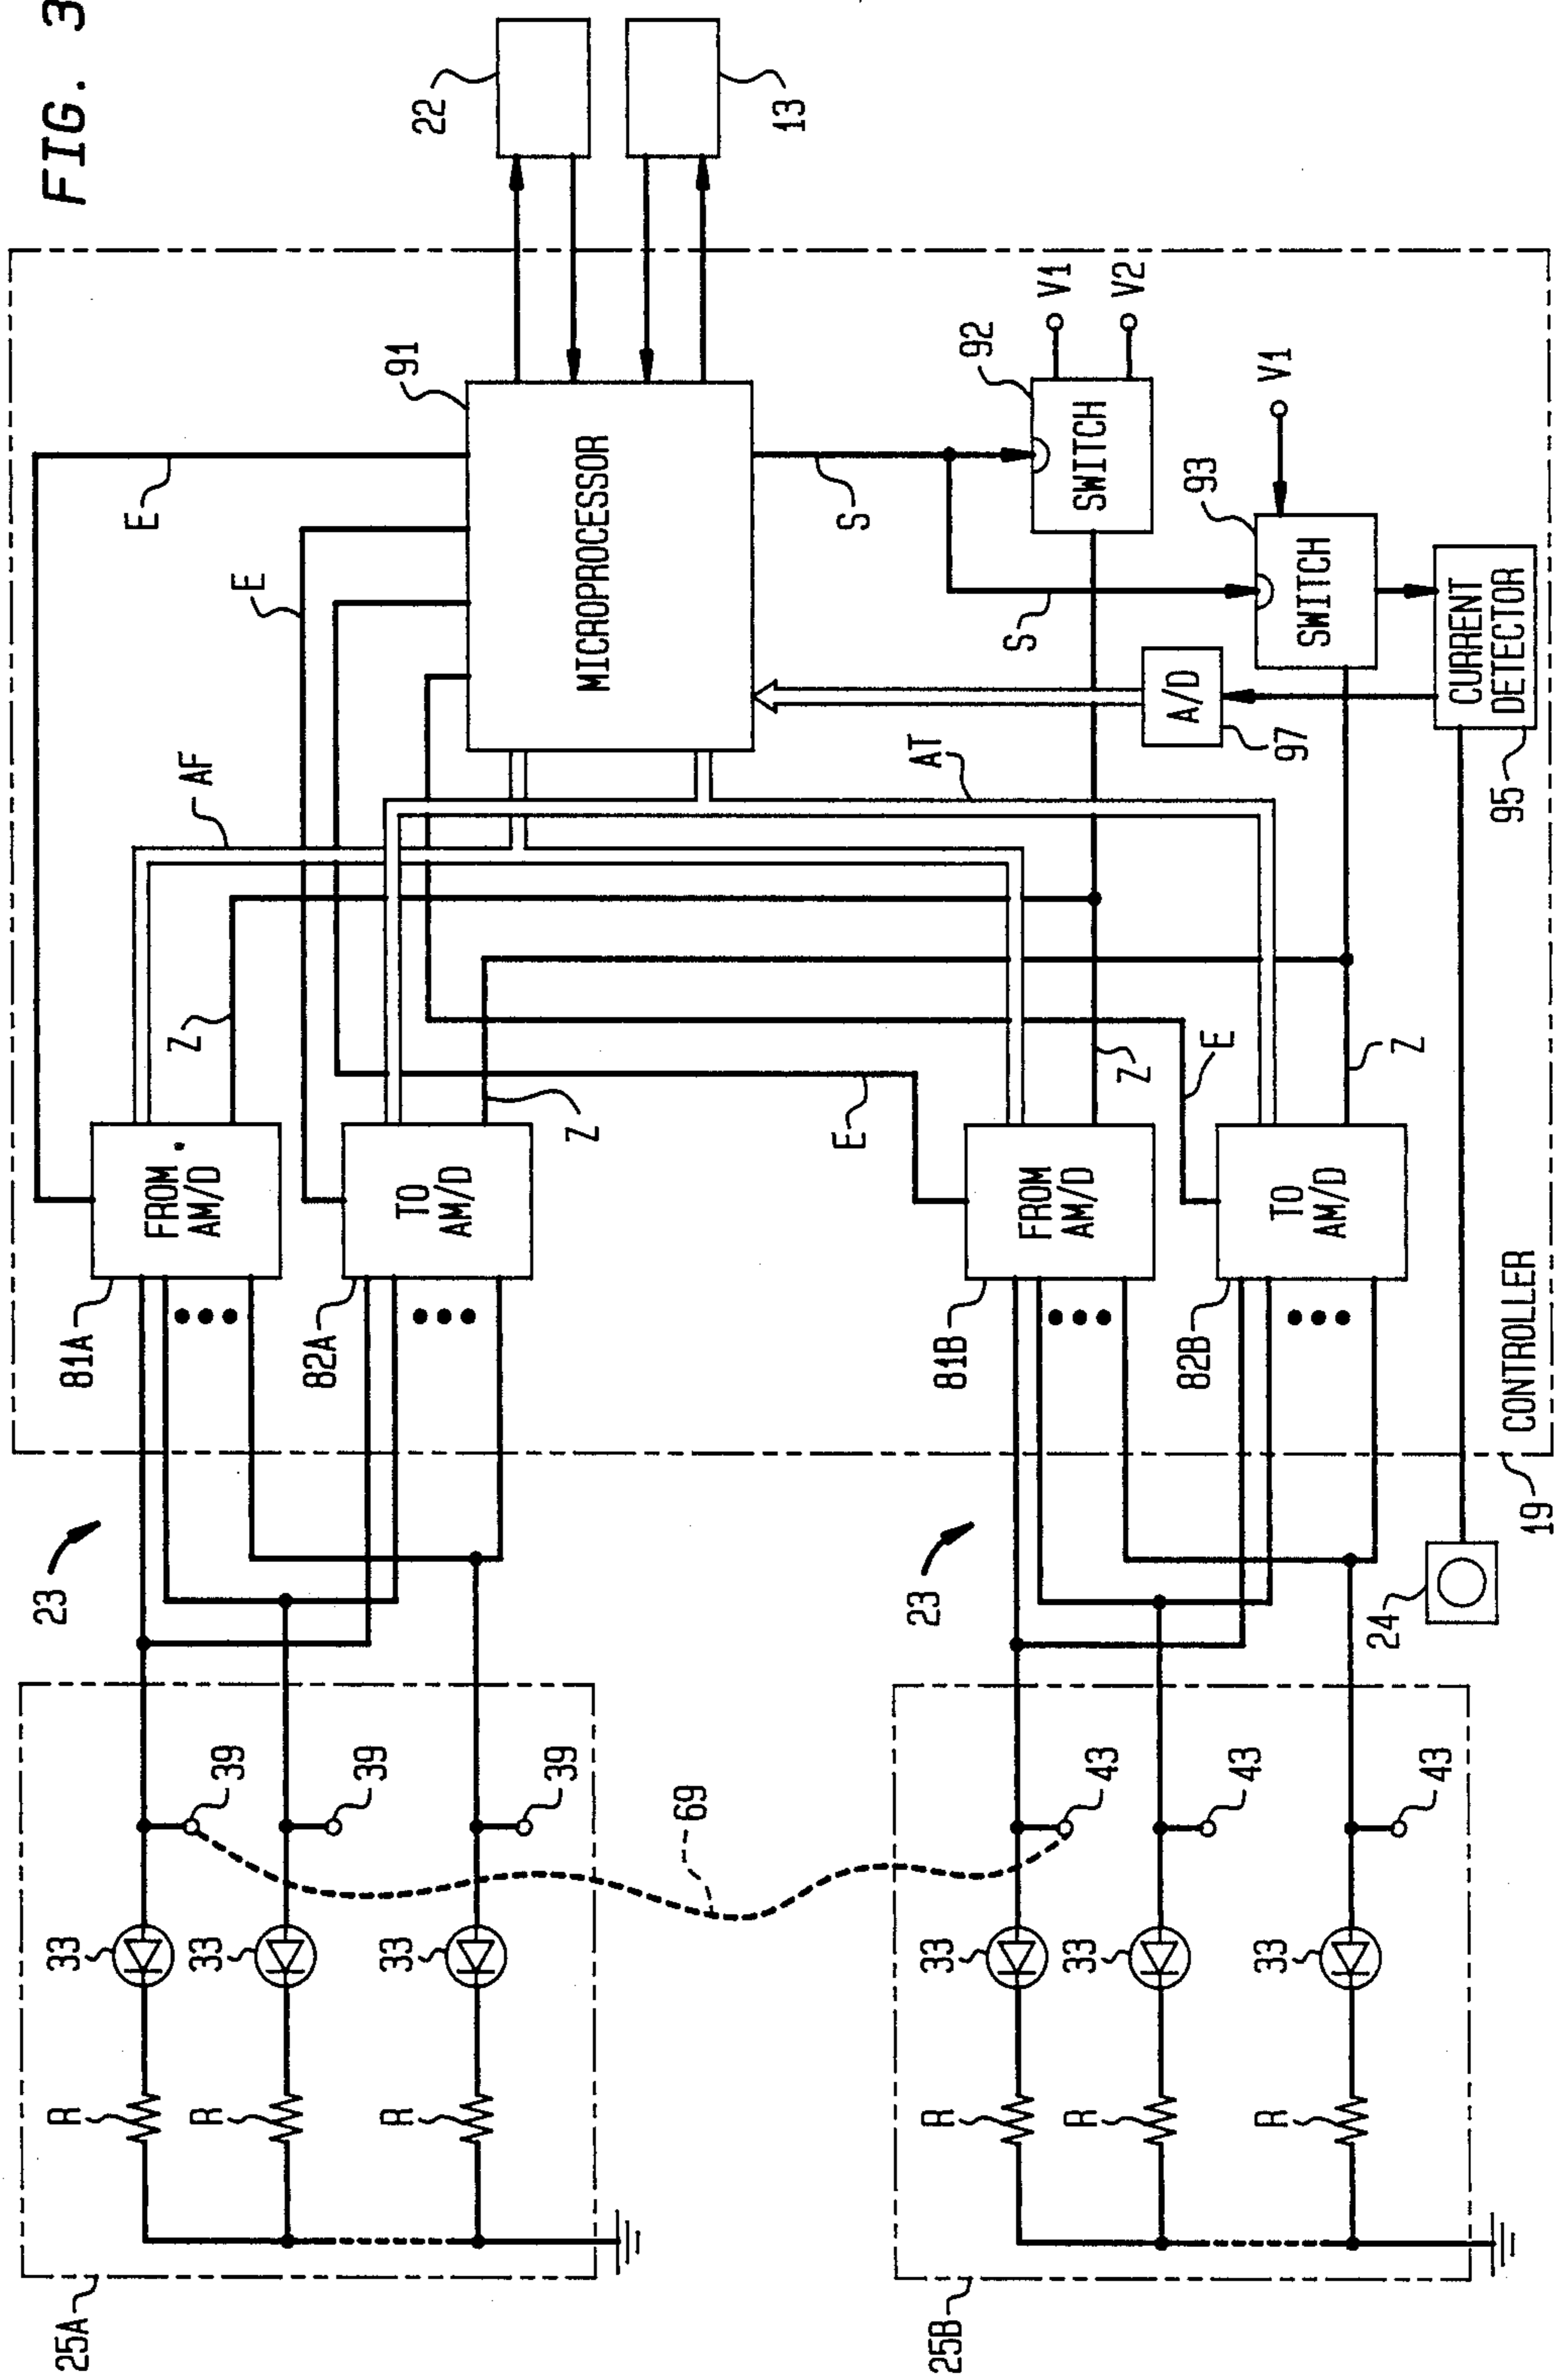 FIG. 3
22
13
91
MICROPROCESSOR
E
E
S
S
92
SWITCH
V1
V2
93
SWITCH
V1
CURRENT
DETECTOR
95
A/D
97
AF
AT
Z
Z
Z
Z
E
E
81A
FROM
AM/D
82A
TO
AM/D
81B
FROM
AM/D
82B
TO
AM/D
CONTROLLER
19
23
23
24
39
39
39
43
43
43
69
33
33
33
33
33
33
R
R
R
R
R
R
25A
25B